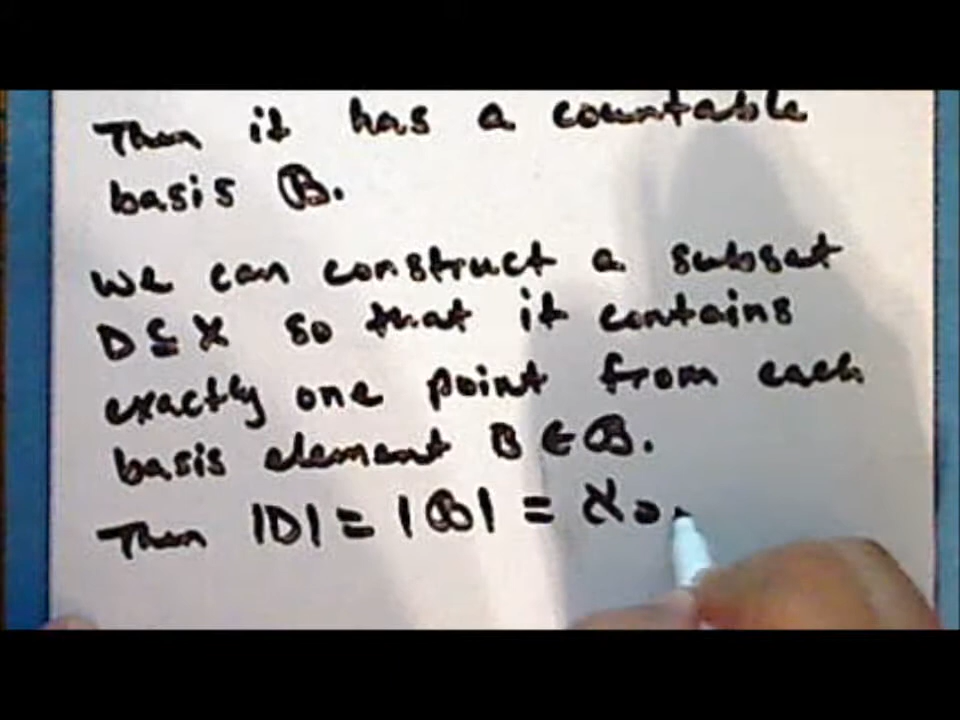 Then it has a countable
basis 𝔹.
We can construct a subset
D ⊆ X so that it contains
exactly one point from each
basis element B ∈ 𝔹.
Then |D| = |𝔹| = ℵ₀.